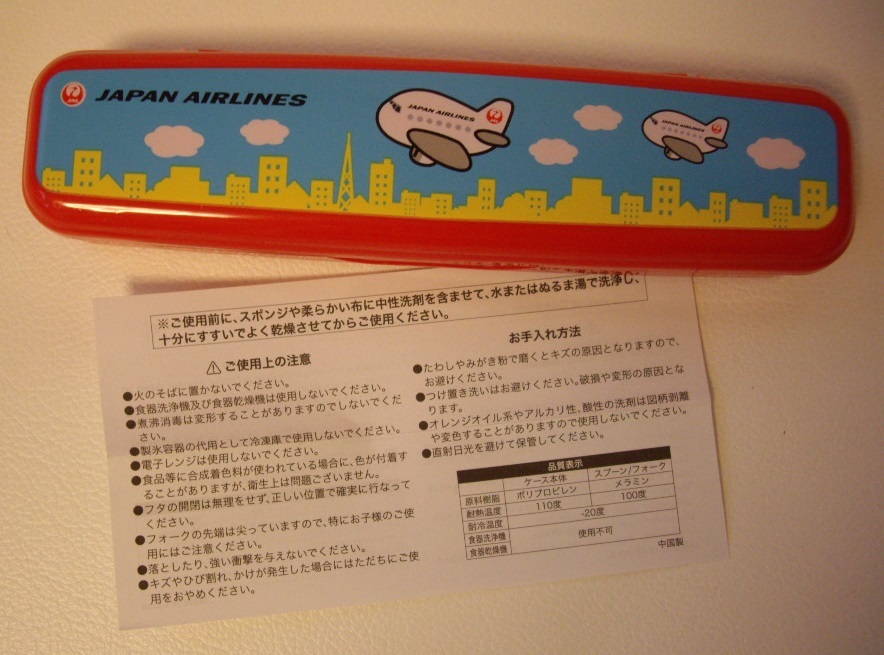 JAL
JAPAN AIRLINES
JAPAN AIRLINES
JAPAN AIRLINES
※ご使用前に、スポンジや柔らかい布に中性洗剤を含ませて、水またはぬるま湯で洗浄し、
十分にすすいでよく乾燥させてからご使用ください。
⚠ご使用上の注意
●火のそばに置かないでください。
●食器洗浄機及び食器乾燥機は使用しないでください。
●煮沸消毒は変形することがありますのでしないでくだ
さい。
●製氷容器の代用として冷凍庫で使用しないでください。
●電子レンジは使用しないでください。
●食品等に合成着色料が使われている場合に、色が付着す
ることがありますが、衛生上は問題ございません。
●フタの開閉は無理をせず、正しい位置で確実に行なって
ください。
●フォークの先端は尖っていますので、特にお子様のご使
用にはご注意ください。
●落としたり、強い衝撃を与えないでください。
●キズやひび割れ、かけが発生した場合にはただちにご使
用をおやめください。
お手入れ方法
●たわしやみがき粉で磨くとキズの原因となりますので、
お避けください。
●つけ置き洗いはお避けください。破損や変形の原因とな
ります。
●オレンジオイル系やアルカリ性、酸性の洗剤は図柄剥離
や変色することがありますので使用しないでください。
●直射日光を避けて保管してください。
品質表示
ケース本体 スプーン/フォーク
原料樹脂 ポリプロピレン メラミン
耐熱温度 110度 100度
耐冷温度 -20度
食器洗浄機 使用不可
食器乾燥機
中国製